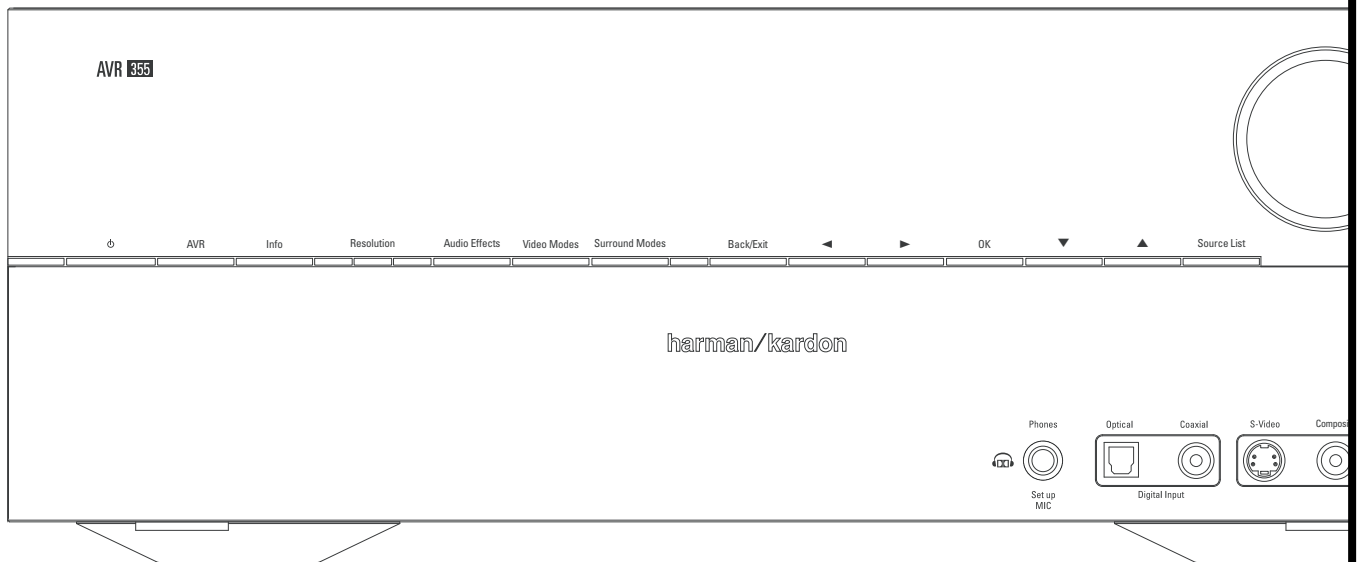 AVR 355
AVR Info Resolution Audio Effects Video Modes Surround Modes Back/Exit OK Source List
harman/kardon
Phones Optical Coaxial S-Video
Set up Digital Input
MIC